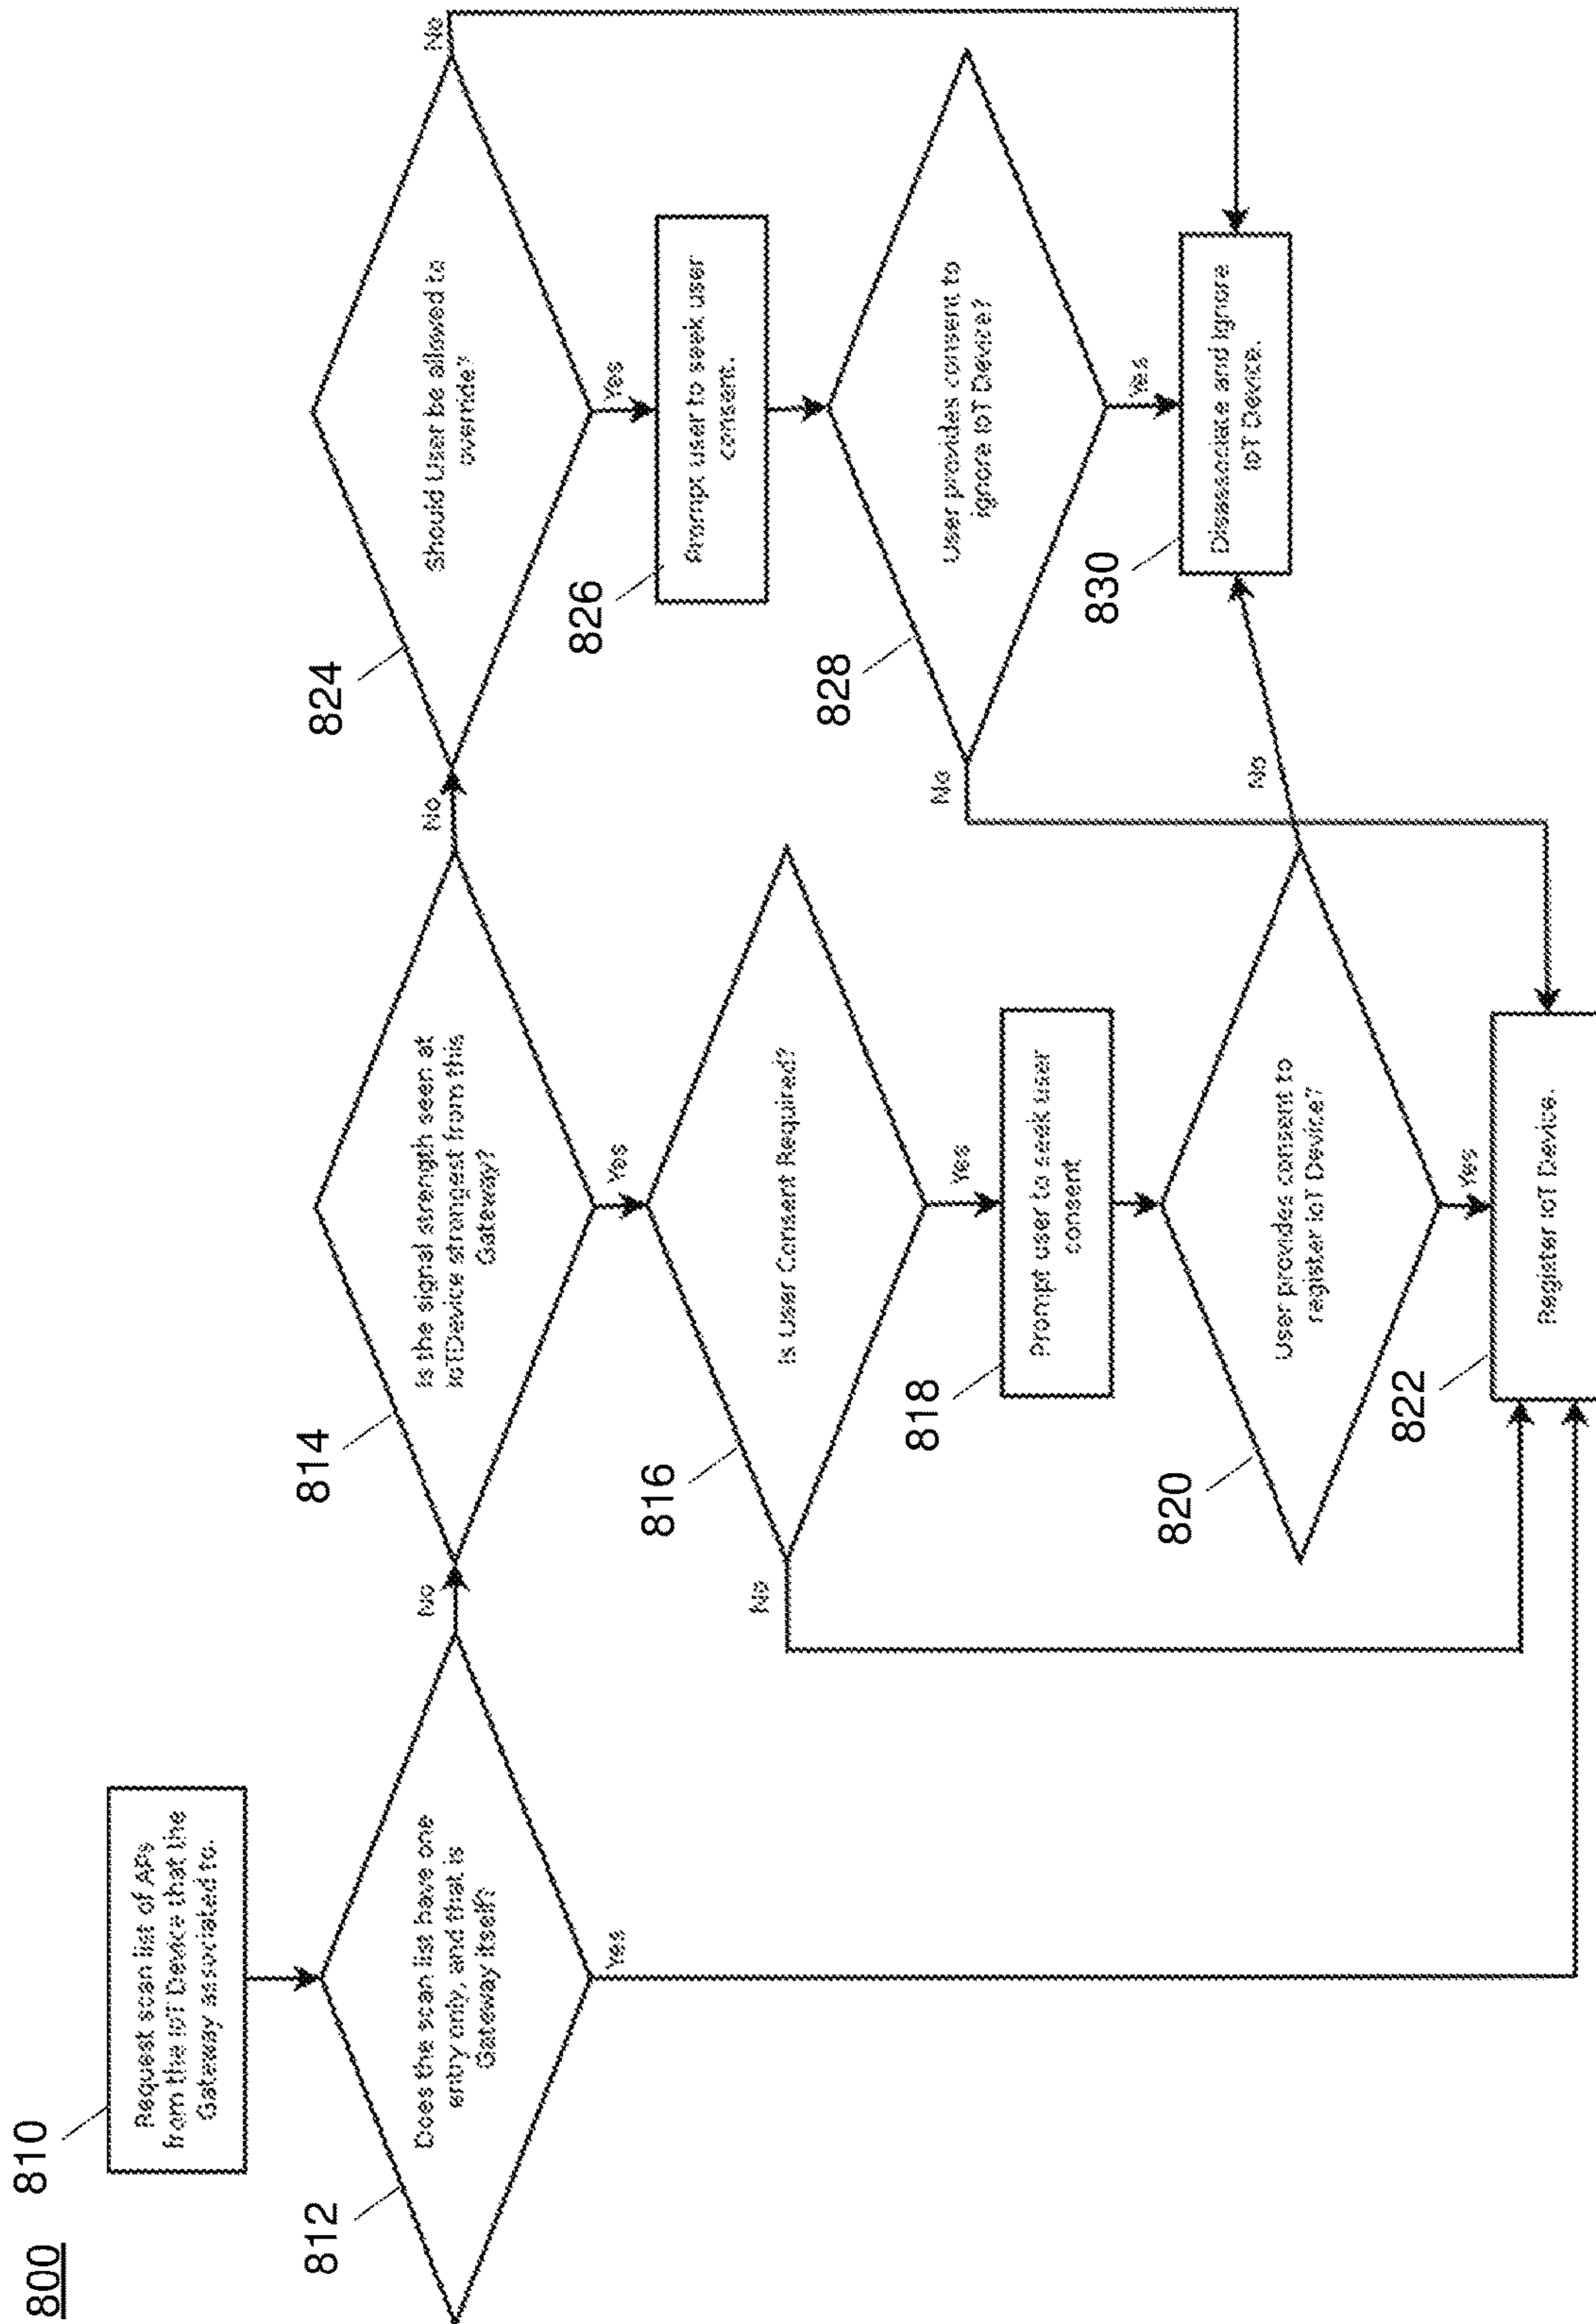 800
810
Request scan list of APs
from the IoT Device that the
Gateway associated to.
812
Does the scan list have one
entry only, and that is
Gateway itself?
No
Yes
814
Is the signal strength seen at
IoTDevice strongest from this
Gateway?
No
Yes
824
Should User be allowed to
override?
No
Yes
816
Is User Consent Required?
No
Yes
826
Prompt user to seek user
consent.
818
Prompt user to seek user
consent
828
User provides consent to
ignore IoT Device?
No
Yes
820
User provides consent to
register IoT Device?
No
Yes
830
Disassociate and Ignore
IoT Device.
822
Register IoT Device.